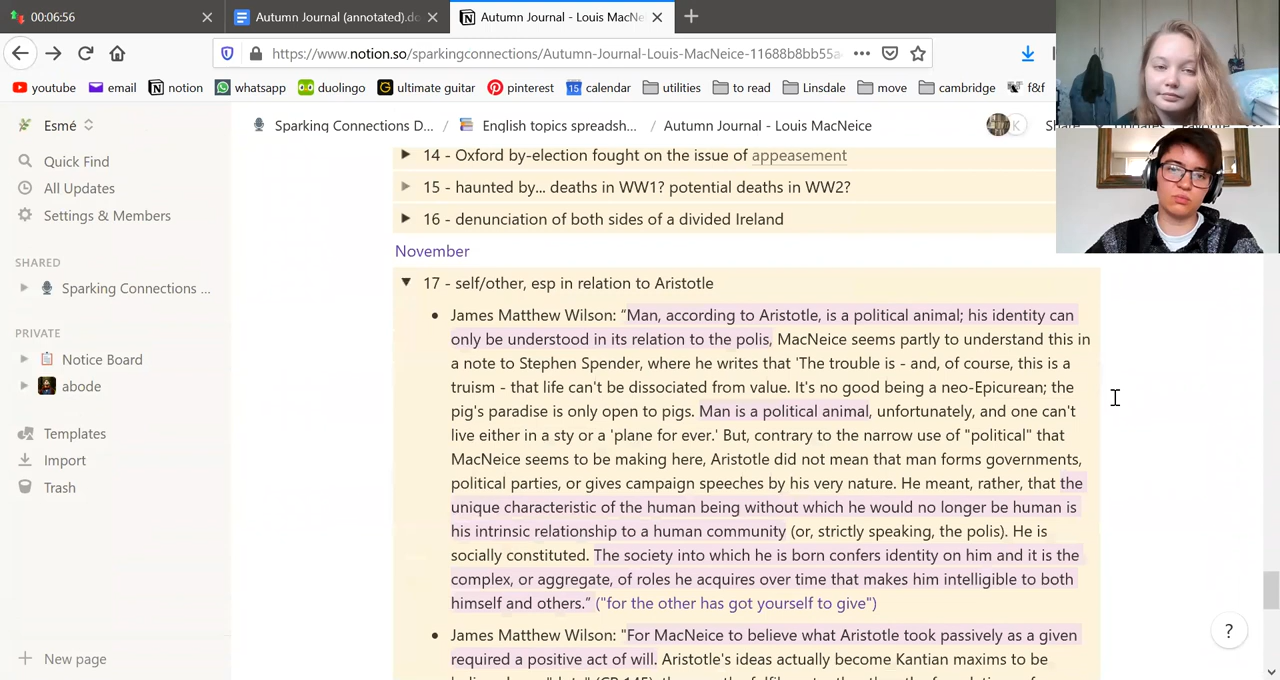 00:06:56
Autumn Journal (annotated).do
Autumn Journal - Louis MacNei
https://www.notion.so/sparkingconnections/Autumn-Journal-Louis-MacNeice-11688b8bb55a
youtube
email
notion
whatsapp
duolingo
ultimate guitar
pinterest
calendar
utilities
to read
Linsdale
move
cambridge
f&f
Esmé
Sparking Connections D...
/
English topics spreadsh...
/
Autumn Journal - Louis MacNeice
K
Quick Find
All Updates
Settings & Members
SHARED
Sparking Connections ...
PRIVATE
Notice Board
abode
Templates
Import
Trash
New page
14 - Oxford by-election fought on the issue of appeasement
15 - haunted by... deaths in WW1? potential deaths in WW2?
16 - denunciation of both sides of a divided Ireland
November
17 - self/other, esp in relation to Aristotle
James Matthew Wilson: “Man, according to Aristotle, is a political animal; his identity can
only be understood in its relation to the polis, MacNeice seems partly to understand this in
a note to Stephen Spender, where he writes that 'The trouble is - and, of course, this is a
truism - that life can't be dissociated from value. It's no good being a neo-Epicurean; the
pig's paradise is only open to pigs. Man is a political animal, unfortunately, and one can't
live either in a sty or a 'plane for ever.' But, contrary to the narrow use of "political" that
MacNeice seems to be making here, Aristotle did not mean that man forms governments,
political parties, or gives campaign speeches by his very nature. He meant, rather, that the
unique characteristic of the human being without which he would no longer be human is
his intrinsic relationship to a human community (or, strictly speaking, the polis). He is
socially constituted. The society into which he is born confers identity on him and it is the
complex, or aggregate, of roles he acquires over time that makes him intelligible to both
himself and others.” ("for the other has got yourself to give")
James Matthew Wilson: "For MacNeice to believe what Aristotle took passively as a given
required a positive act of will. Aristotle's ideas actually become Kantian maxims to be
?